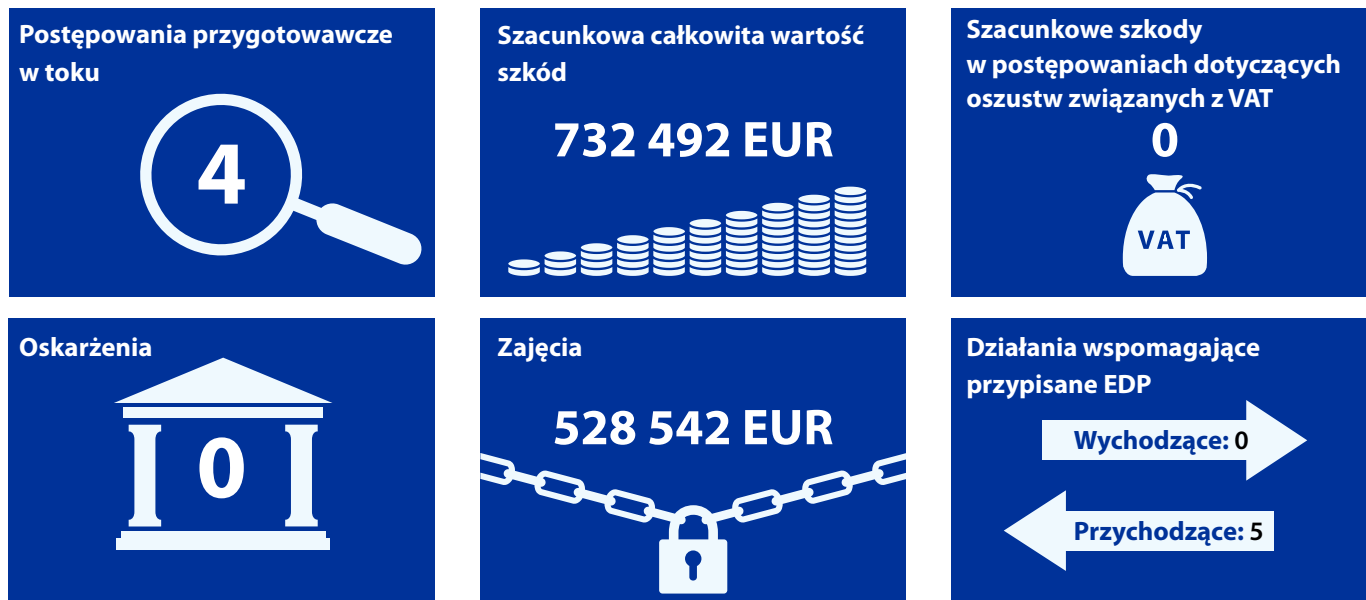 Postępowania przygotowawcze
w toku
4
Szacunkowa całkowita wartość
szkód
732 492 EUR
Szacunkowe szkody
w postępowaniach dotyczących
oszustw związanych z VAT
0
VAT
Oskarżenia
0
Zajęcia
528 542 EUR
Działania wspomagające
przypisane EDP
Wychodzące: 0
Przychodzące: 5